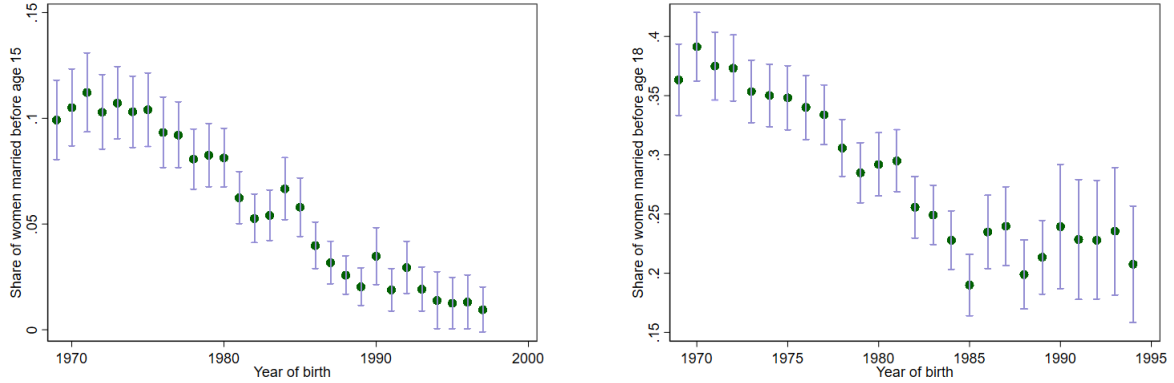 Share of women married before age 15
.15
.1
.05
0
1970 1980 1990 2000
Year of birth
Share of women married before age 18
.4
.35
.3
.25
.2
.15
1970 1975 1980 1985 1990 1995
Year of birth